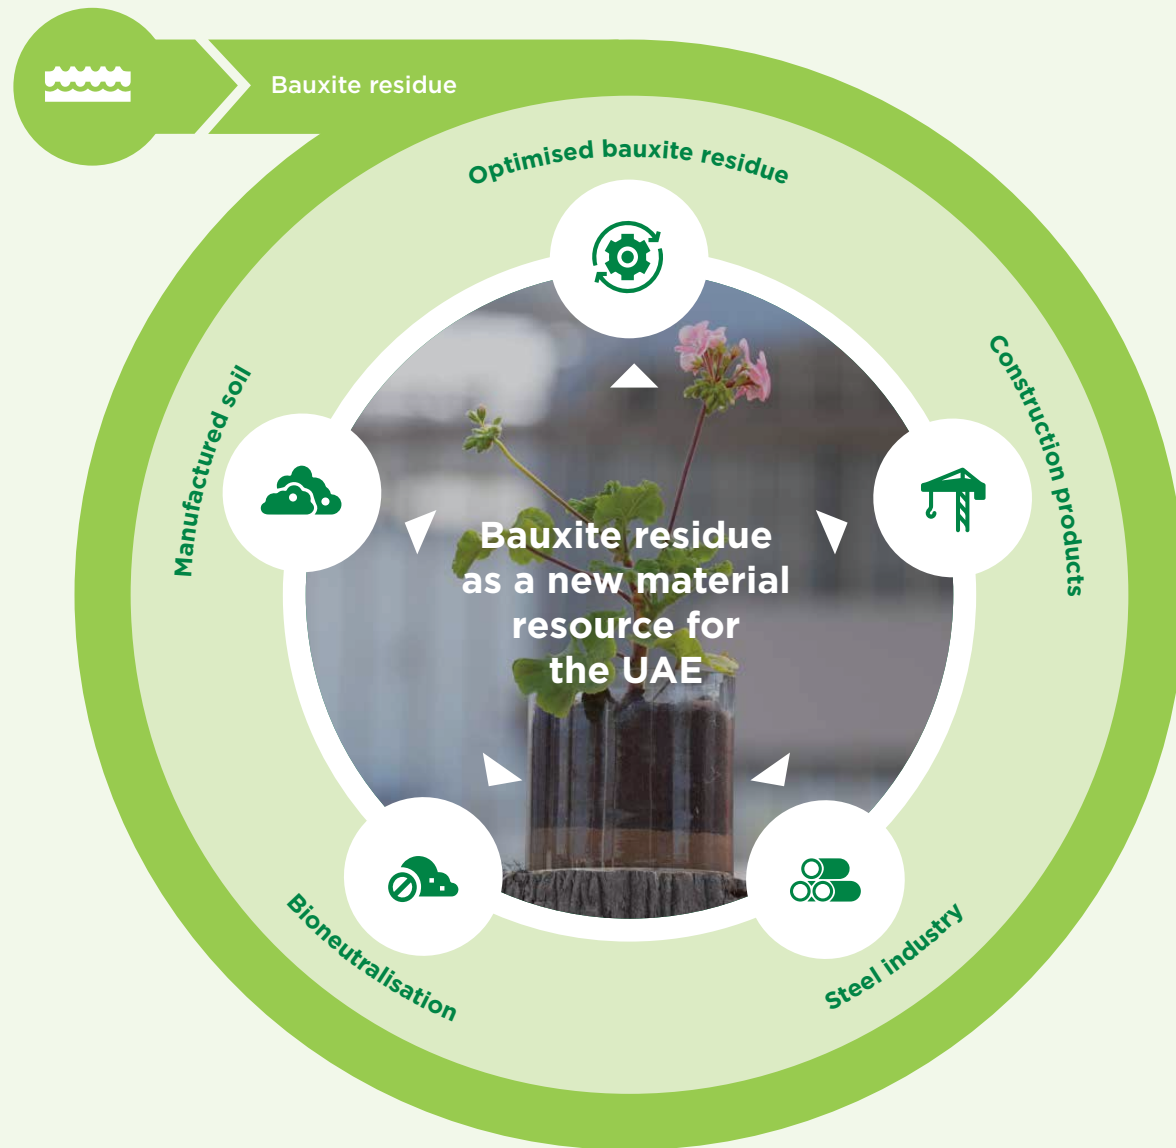 Bauxite residue
Optimised bauxite residue
Construction products
Steel industry
Bioneutralisation
Manufactured soil
Bauxite residue
as a new material
resource for
the UAE